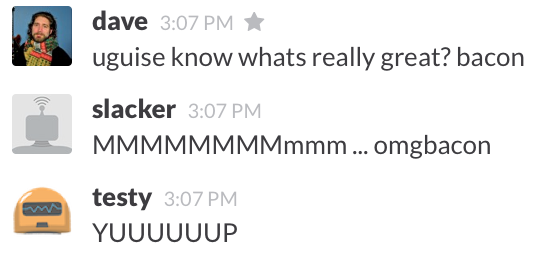 dave 3:07 PM
uguise know whats really great? bacon
slacker 3:07 PM
MMMMMMMMmmm ... omgbacon
testy 3:07 PM
YUUUUUUP